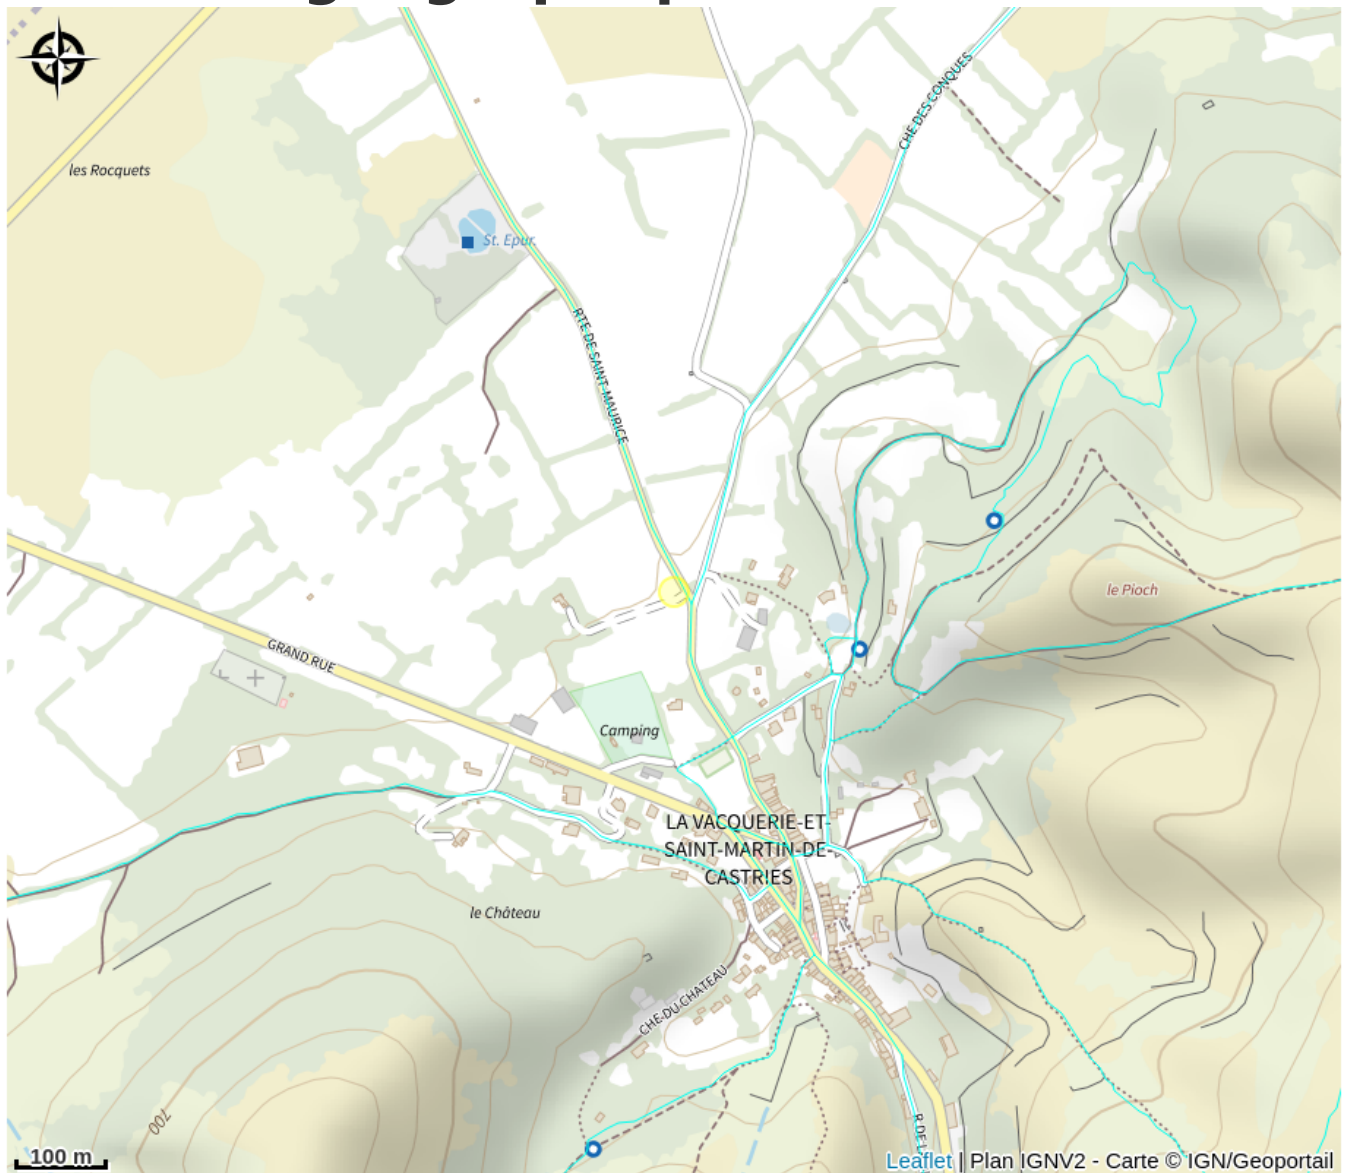 CHE DES CONQUES
les Rocquets
St. Epur.
RTE DE SAINT-MAURICE
le Pioch
GRAND RUE
Camping
LA VACQUERIE-ET-
SAINT-MARTIN-DE-
CASTRIES
le Château
CHE DU CHATEAU
700
R DE L
100 m
Leaflet | Plan IGNV2 - Carte © IGN/Geoportail